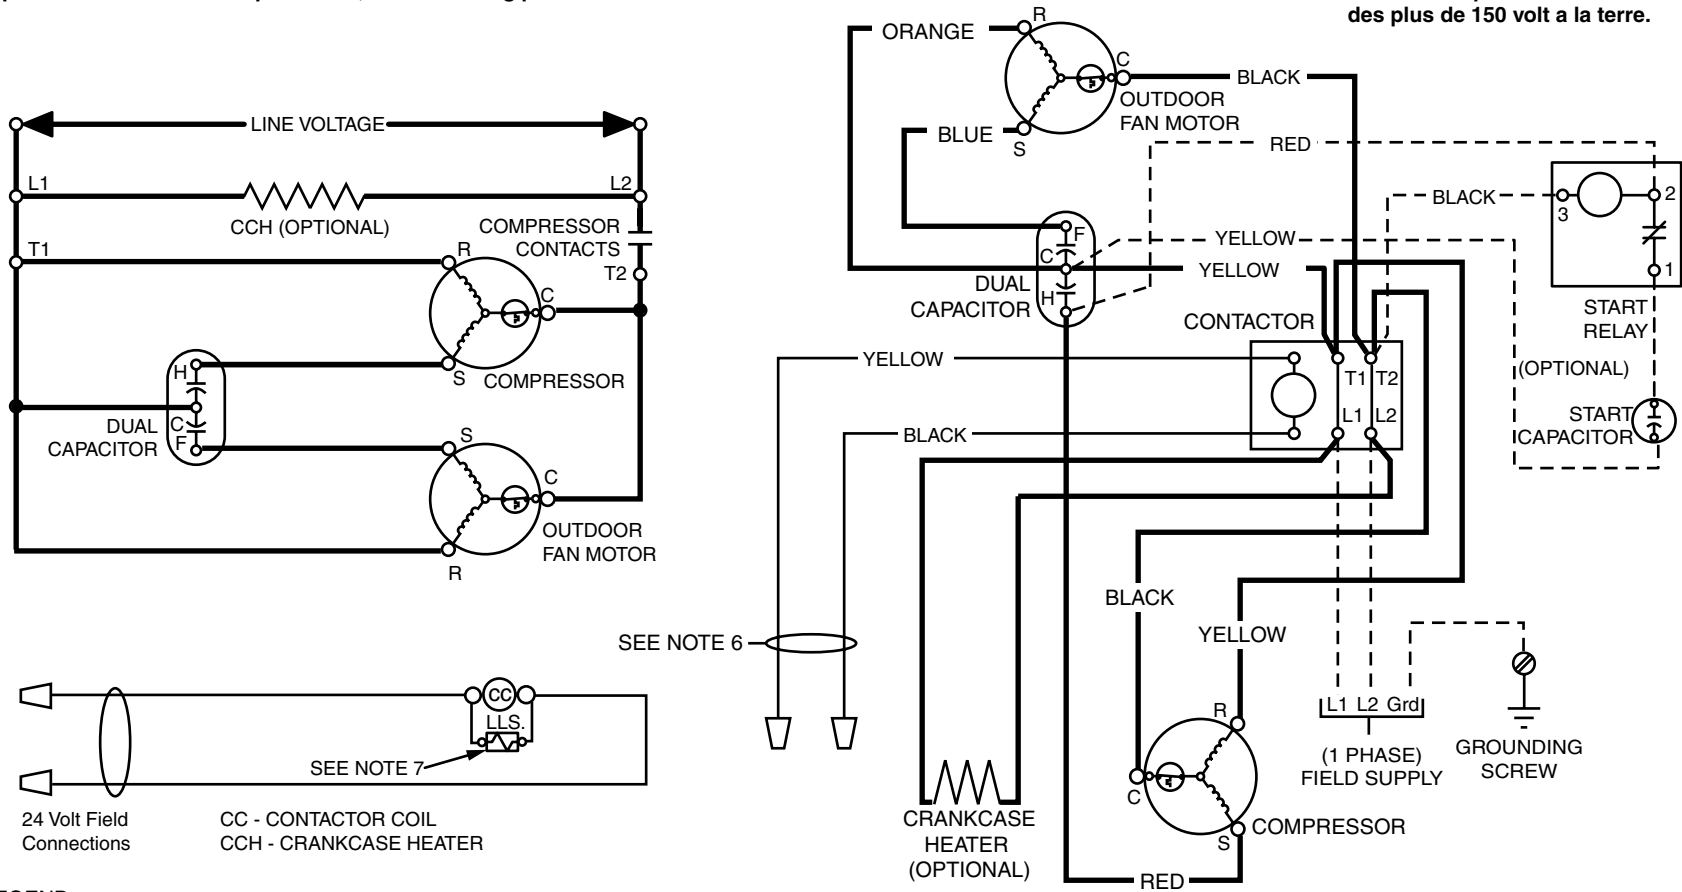 des plus de 150 volt a la terre.
LINE VOLTAGE
L1
L2
CCH (OPTIONAL)
COMPRESSOR
CONTACTS
T1
T2
R
C
S
COMPRESSOR
H
C
F
DUAL
CAPACITOR
S
C
R
OUTDOOR
FAN MOTOR
CC
LLS.
SEE NOTE 7
24 Volt Field
Connections
CC - CONTACTOR COIL
CCH - CRANKCASE HEATER
ORANGE
R
C
BLACK
OUTDOOR
FAN MOTOR
BLUE
S
RED
BLACK
3
2
1
START
RELAY
(OPTIONAL)
START
CAPACITOR
F
C
H
DUAL
CAPACITOR
YELLOW
YELLOW
CONTACTOR
YELLOW
T1
T2
L1
L2
BLACK
SEE NOTE 6
BLACK
YELLOW
L1 L2 Grd
(1 PHASE)
FIELD SUPPLY
GROUNDING
SCREW
R
C
S
COMPRESSOR
CRANKCASE
HEATER
(OPTIONAL)
RED